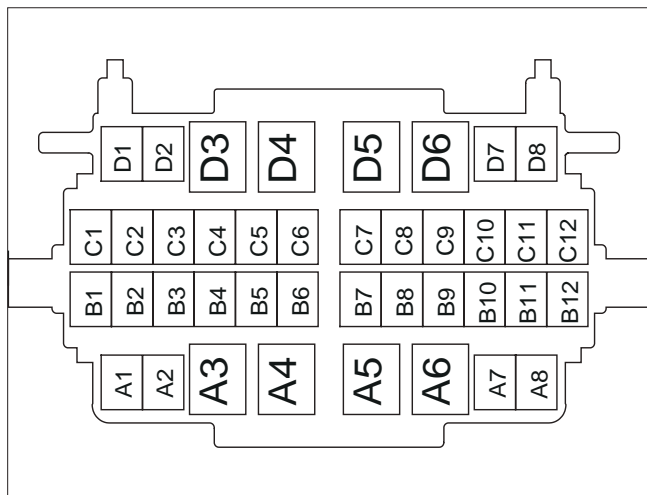 D1 D2 D3 D4 D5 D6 D7 D8
C1 C2 C3 C4 C5 C6 C7 C8 C9 C10 C11 C12
B1 B2 B3 B4 B5 B6 B7 B8 B9 B10 B11 B12
A1 A2 A3 A4 A5 A6 A7 A8